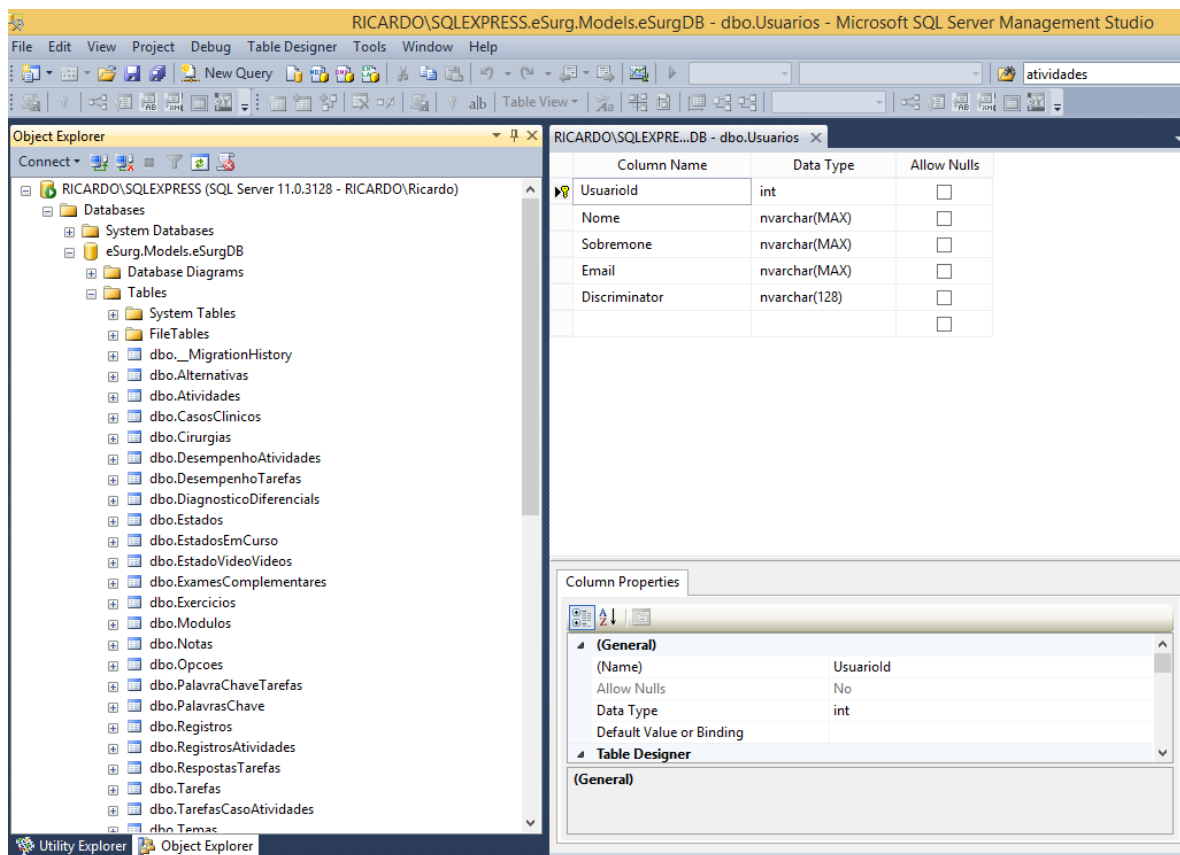 RICARDO\SQLEXPRESS.eSurg.Models.eSurgDB - dbo.Usuarios - Microsoft SQL Server Management Studio
File Edit View Project Debug Table Designer Tools Window Help
New Query atividades
Table View
Object Explorer
Connect
RICARDO\SQLEXPRESS (SQL Server 11.0.3128 - RICARDO\Ricardo)
Databases
System Databases
eSurg.Models.eSurgDB
Database Diagrams
Tables
System Tables
FileTables
dbo.__MigrationHistory
dbo.Alternativas
dbo.Atividades
dbo.CasosClinicos
dbo.Cirurgias
dbo.DesempenhoAtividades
dbo.DesempenhoTarefas
dbo.DiagnosticoDiferencials
dbo.Estados
dbo.EstadosEmCurso
dbo.EstadoVideoVideos
dbo.ExamesComplementares
dbo.Exercicios
dbo.Modulos
dbo.Notas
dbo.Opcoes
dbo.PalavraChaveTarefas
dbo.PalavrasChave
dbo.Registros
dbo.RegistrosAtividades
dbo.RespostasTarefas
dbo.Tarefas
dbo.TarefasCasoAtividades
dbo.Temas
Utility Explorer Object Explorer
RICARDO\SQLEXPRE...DB - dbo.Usuarios
Column Name Data Type Allow Nulls
UsuarioId int
Nome nvarchar(MAX)
Sobremone nvarchar(MAX)
Email nvarchar(MAX)
Discriminator nvarchar(128)
Column Properties
(General)
(Name) UsuarioId
Allow Nulls No
Data Type int
Default Value or Binding
Table Designer
(General)